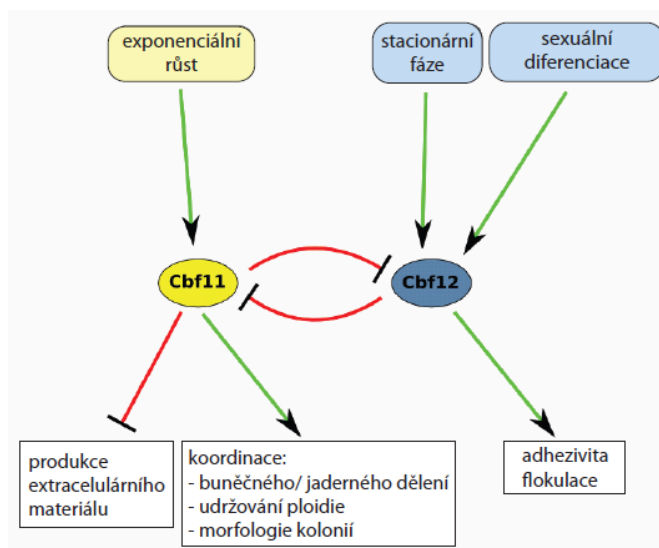 exponenciální
růst
stacionární
fáze
sexuální
diferenciace
Cbf11
Cbf12
produkce
extracelulárního
materiálu
koordinace:
- buněčného/ jaderného dělení
- udržování ploidie
- morfologie kolonií
adhezivita
flokulace